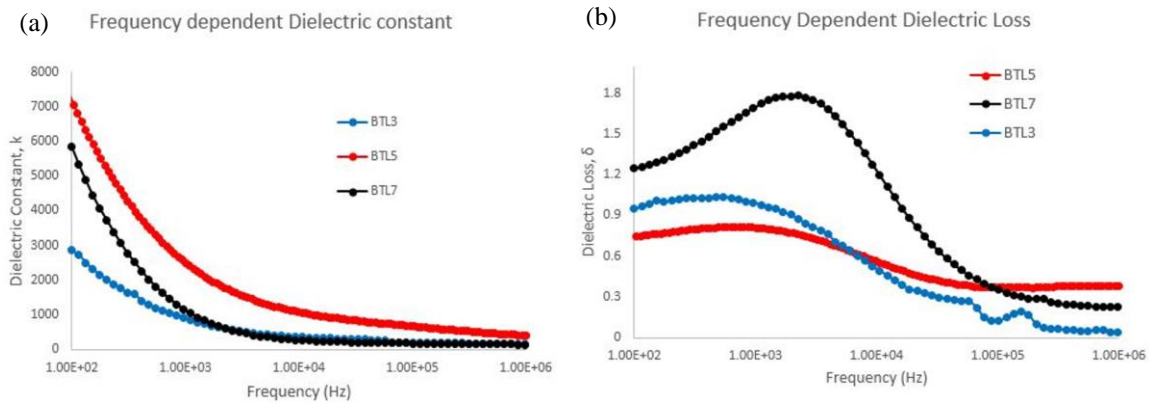 (a)
Frequency dependent Dielectric constant
8000
7000
6000
5000
4000
3000
2000
1000
0
Dielectric Constant, k
BTL3
BTL5
BTL7
1.00E+02
1.00E+03
1.00E+04
1.00E+05
1.00E+06
Frequency (Hz)
(b)
Frequency Dependent Dielectric Loss
1.8
1.5
1.2
0.9
0.6
0.3
0
Dielectric Loss, δ
BTL5
BTL7
BTL3
1.00E+02
1.00E+03
1.00E+04
1.00E+05
1.00E+06
Frequency (Hz)